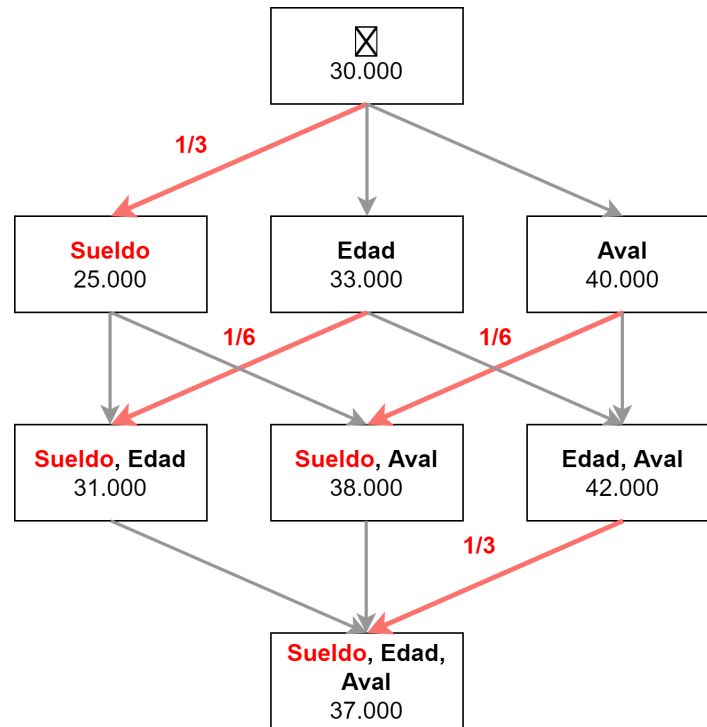 30.000
1/3
Sueldo
25.000
Edad
33.000
Aval
40.000
1/6
1/6
Sueldo, Edad
31.000
Sueldo, Aval
38.000
Edad, Aval
42.000
1/3
Sueldo, Edad,
Aval
37.000